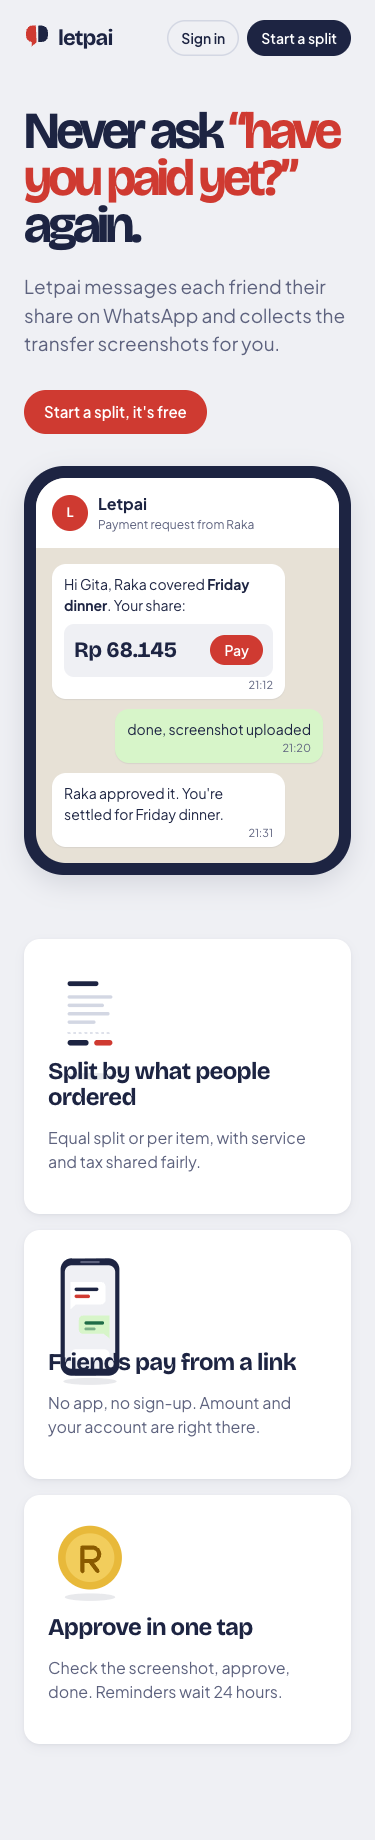 letpai
Sign in
Start a split
Never ask “have
you paid yet?”
again.
Letpai messages each friend their
share on WhatsApp and collects the
transfer screenshots for you.
Start a split, it's free
L
Letpai
Payment request from Raka
Hi Gita, Raka covered Friday
dinner. Your share:
Rp 68.145
Pay
21:12
done, screenshot uploaded
21:20
Raka approved it. You're
settled for Friday dinner.
21:31
Split by what people
ordered
Equal split or per item, with service
and tax shared fairly.
Friends pay from a link
No app, no sign-up. Amount and
your account are right there.
R
Approve in one tap
Check the screenshot, approve,
done. Reminders wait 24 hours.